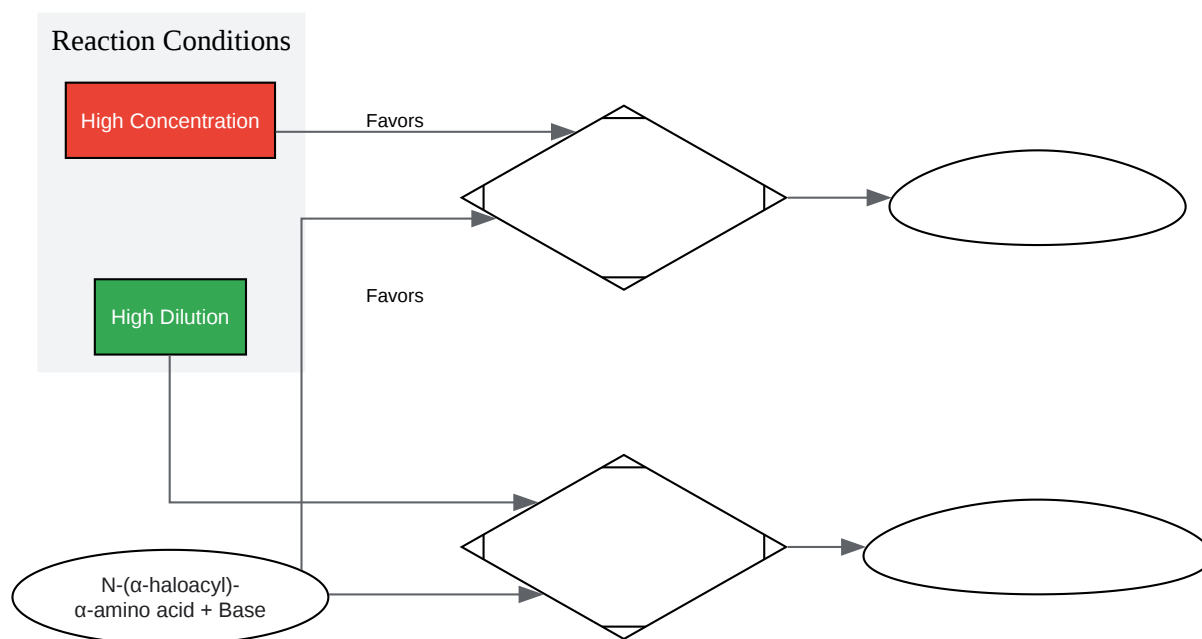 Reaction Conditions
High Concentration
Favors
High Dilution
Favors
N-(α-haloacyl)-
α-amino acid + Base